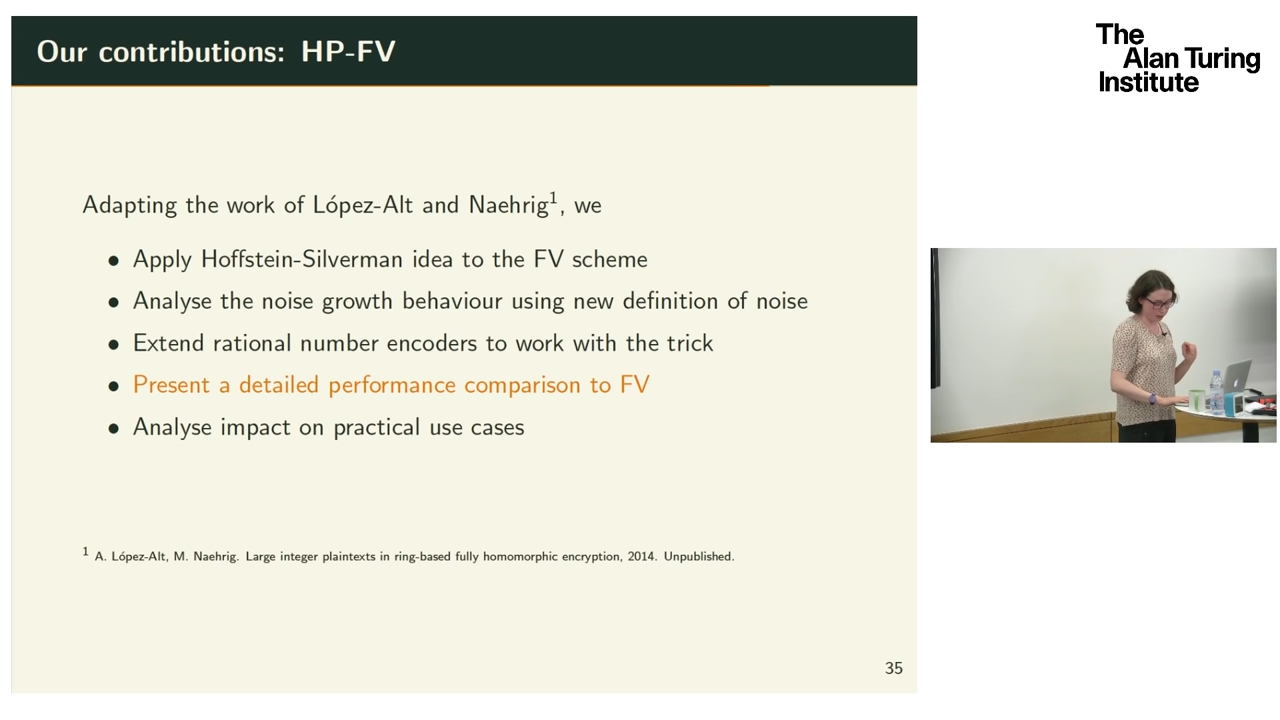 Our contributions: HP-FV
The
Alan Turing
Institute
Adapting the work of López-Alt and Naehrig¹, we
• Apply Hoffstein-Silverman idea to the FV scheme
• Analyse the noise growth behaviour using new definition of noise
• Extend rational number encoders to work with the trick
• Present a detailed performance comparison to FV
• Analyse impact on practical use cases
¹ A. López-Alt, M. Naehrig. Large integer plaintexts in ring-based fully homomorphic encryption, 2014. Unpublished.
35